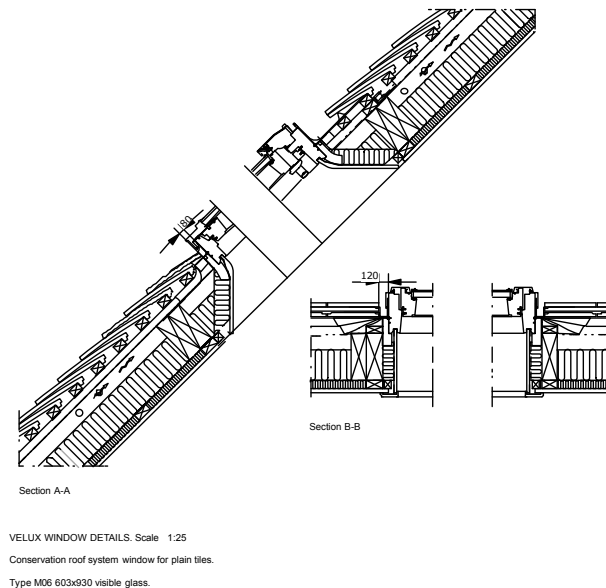 80
120
Section B-B
Section A-A
VELUX WINDOW DETAILS. Scale 1:25
Conservation roof system window for plain tiles.
Type M06 603x930 visible glass.